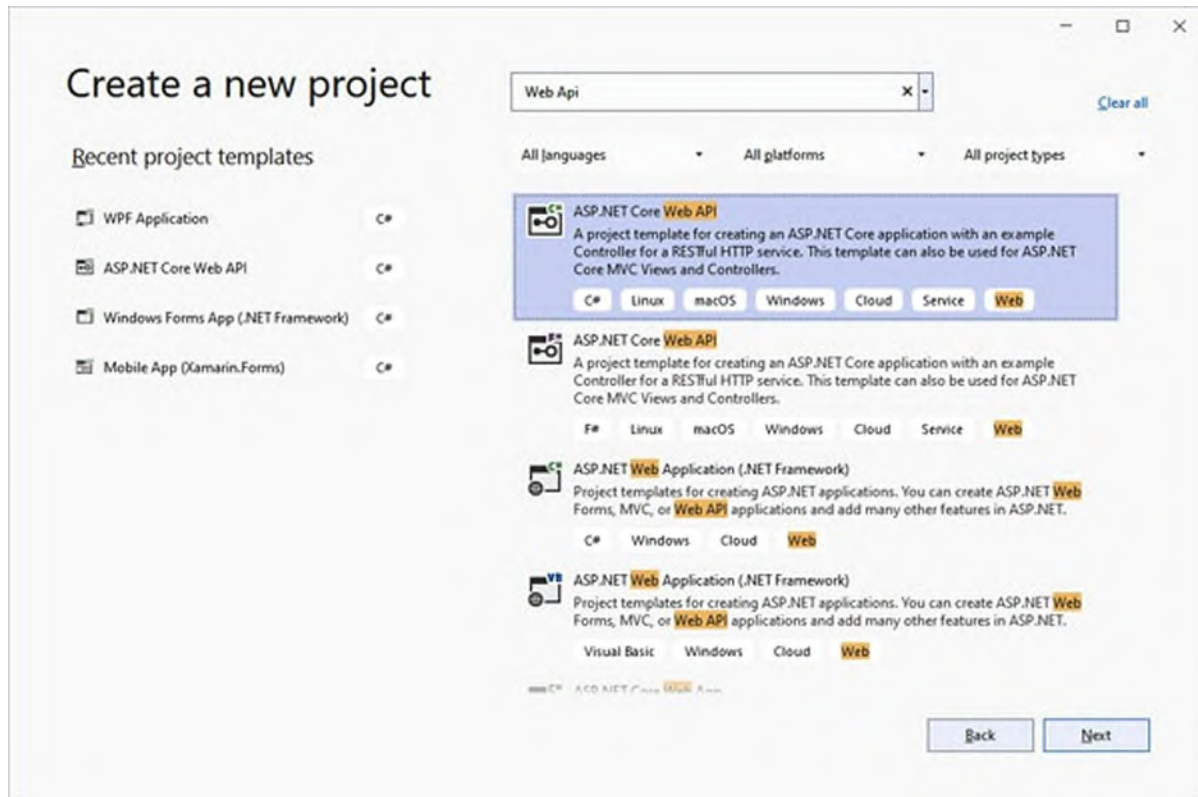 Create a new project
Recent project templates
WPF Application C#
ASP.NET Core Web API C#
Windows Forms App (.NET Framework) C#
Mobile App (Xamarin.Forms) C#
Web Api
Clear all
All languages All platforms All project types
ASP.NET Core Web API
A project template for creating an ASP.NET Core application with an example
Controller for a RESTful HTTP service. This template can also be used for ASP.NET
Core MVC Views and Controllers.
C# Linux macOS Windows Cloud Service Web
ASP.NET Core Web API
A project template for creating an ASP.NET Core application with an example
Controller for a RESTful HTTP service. This template can also be used for ASP.NET
Core MVC Views and Controllers.
F# Linux macOS Windows Cloud Service Web
ASP.NET Web Application (.NET Framework)
Project templates for creating ASP.NET applications. You can create ASP.NET Web
Forms, MVC, or Web API applications and add many other features in ASP.NET.
C# Windows Cloud Web
ASP.NET Web Application (.NET Framework)
Project templates for creating ASP.NET applications. You can create ASP.NET Web
Forms, MVC, or Web API applications and add many other features in ASP.NET.
Visual Basic Windows Cloud Web
ASP.NET Core Web App
Back Next